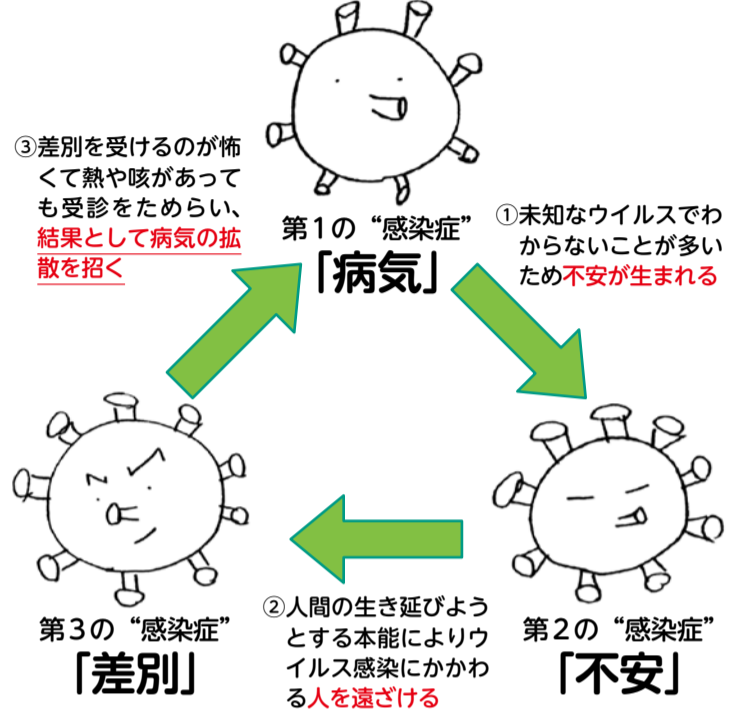 第1の“感染症”
「病気」
①未知なウイルスでわ
からないことが多い
ため不安が生まれる
第2の“感染症”
「不安」
②人間の生き延びよう
とする本能によりウ
イルス感染にかかわ
る人を遠ざける
第3の“感染症”
「差別」
③差別を受けるのが怖
くて熱や咳があって
も受診をためらい、
結果として病気の拡
散を招く